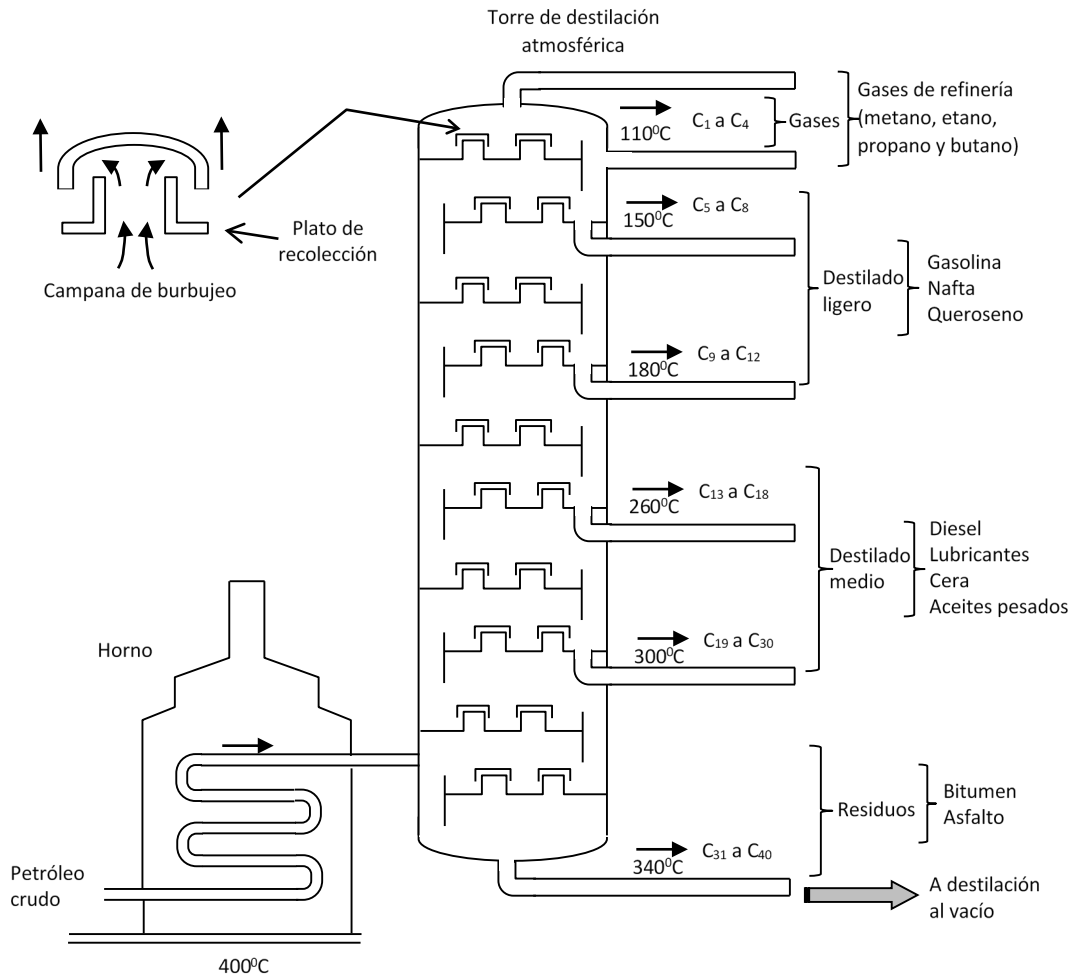 Torre de destilación
atmosférica
Gases de refinería
(metano, etano,
propano y butano)
110⁰C
C₁ a C₄
Gases
150⁰C
C₅ a C₈
Plato de
recolección
Campana de burbujeo
Destilado
ligero
Gasolina
Nafta
Queroseno
180⁰C
C₉ a C₁₂
260⁰C
C₁₃ a C₁₈
Destilado
medio
Diesel
Lubricantes
Cera
Aceites pesados
300⁰C
C₁₉ a C₃₀
Horno
Residuos
Bitumen
Asfalto
340⁰C
C₃₁ a C₄₀
Petróleo
crudo
A destilación
al vacío
400⁰C